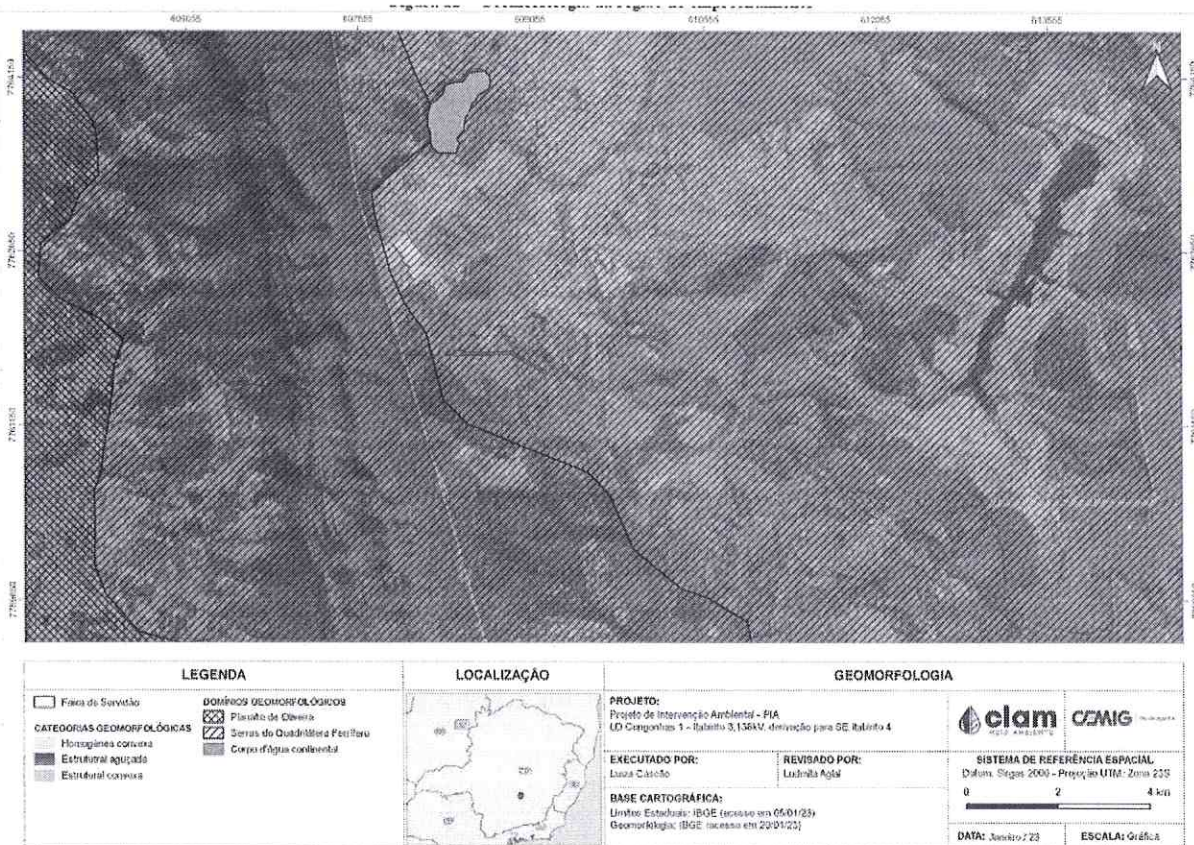 LEGENDA
Faixa de Servidão
CATEGORIAS GEOMORFOLÓGICAS
Homogênea convexa
Estrutural aguçada
Estrutural convexa
DOMÍNIOS GEOMORFOLÓGICOS
Planalto de Oliveira
Serras do Quadrilátero Ferrífero
Corpo d'água continental
LOCALIZAÇÃO
GEOMORFOLOGIA
PROJETO:
Projeto de Intervenção Ambiental - PIA
LD Congonhas 1 - Itabirito 3,138kV, derivação para SE Itabirito 4
EXECUTADO POR:
REVISADO POR:
BASE CARTOGRÁFICA:
Limites Estaduais: IBGE (acesso em 05/01/23)
Geomorfologia: IBGE (acesso em 20/01/23)
clam
MEIO AMBIENTE
CEMIG
SISTEMA DE REFERÊNCIA ESPACIAL
Datum: Sirgas 2000 - Projeção UTM: Zona 23S
0 2 4 km
DATA: Janeiro / 23
ESCALA: Gráfica
N